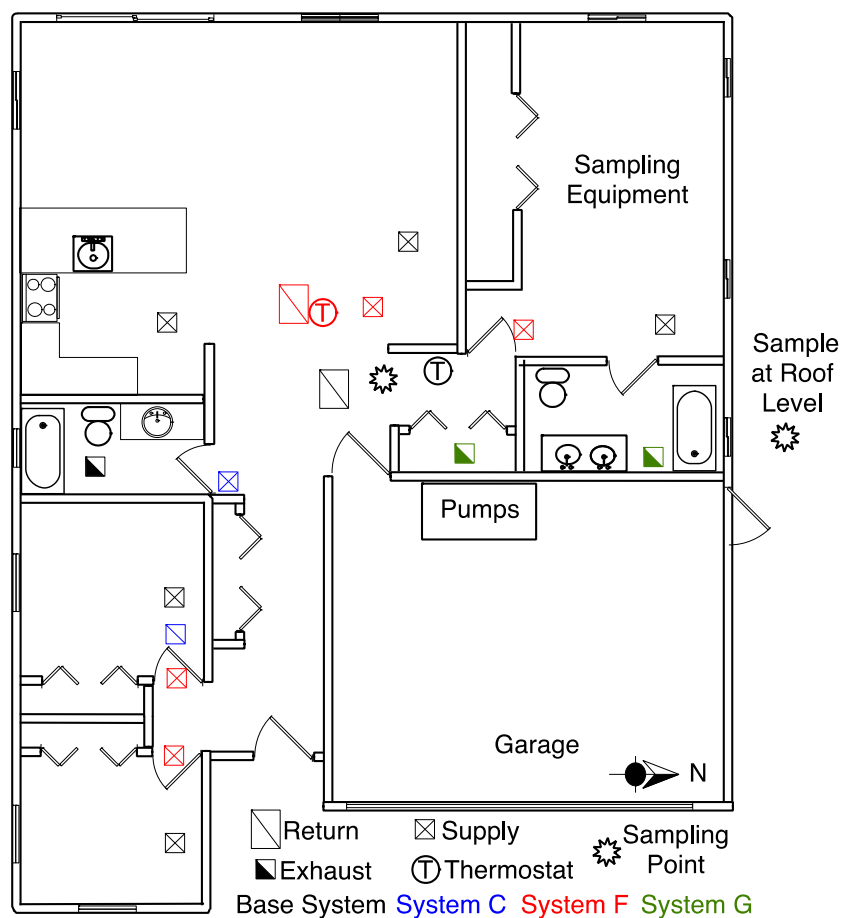 Sampling
Equipment
T
T
Sample
at Roof
Level
Pumps
Garage
N
Return
Supply
Sampling
Point
Exhaust
T
Thermostat
Base System System C System F System G